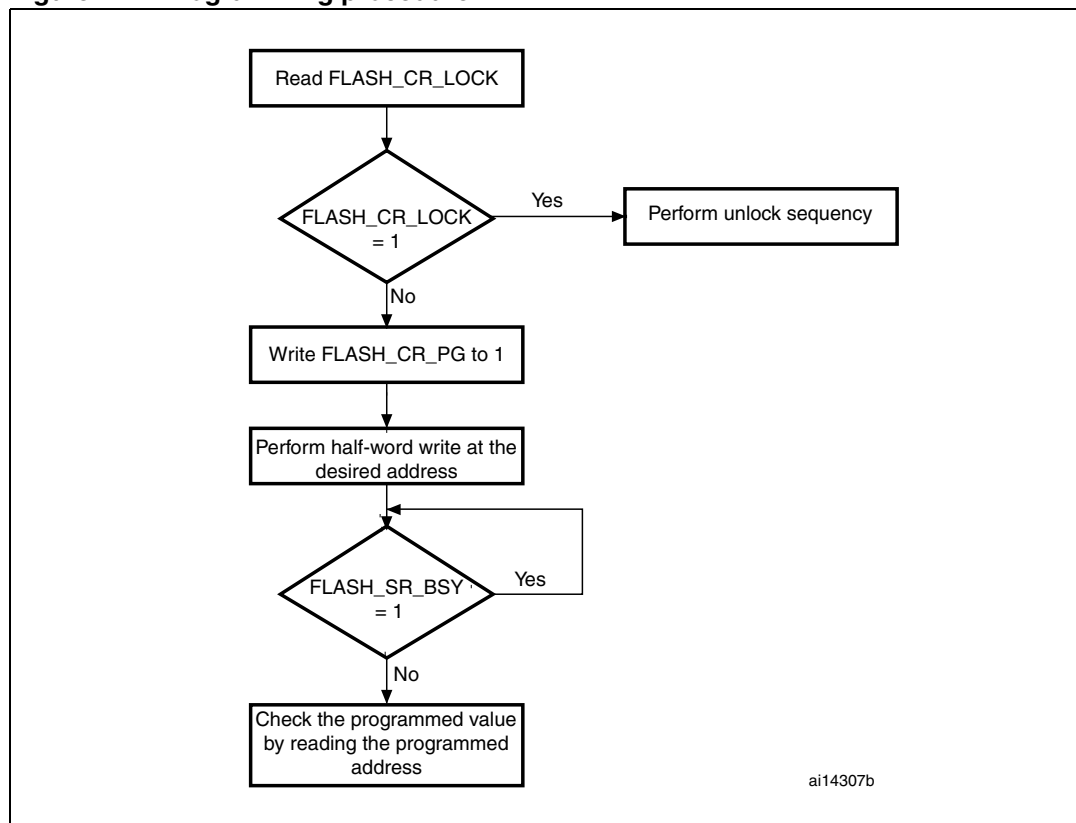 Read FLASH_CR_LOCK
FLASH_CR_LOCK
= 1
Yes
Perform unlock sequency
No
Write FLASH_CR_PG to 1
Perform half-word write at the
desired address
FLASH_SR_BSY
= 1
Yes
No
Check the programmed value
by reading the programmed
address
ai14307b